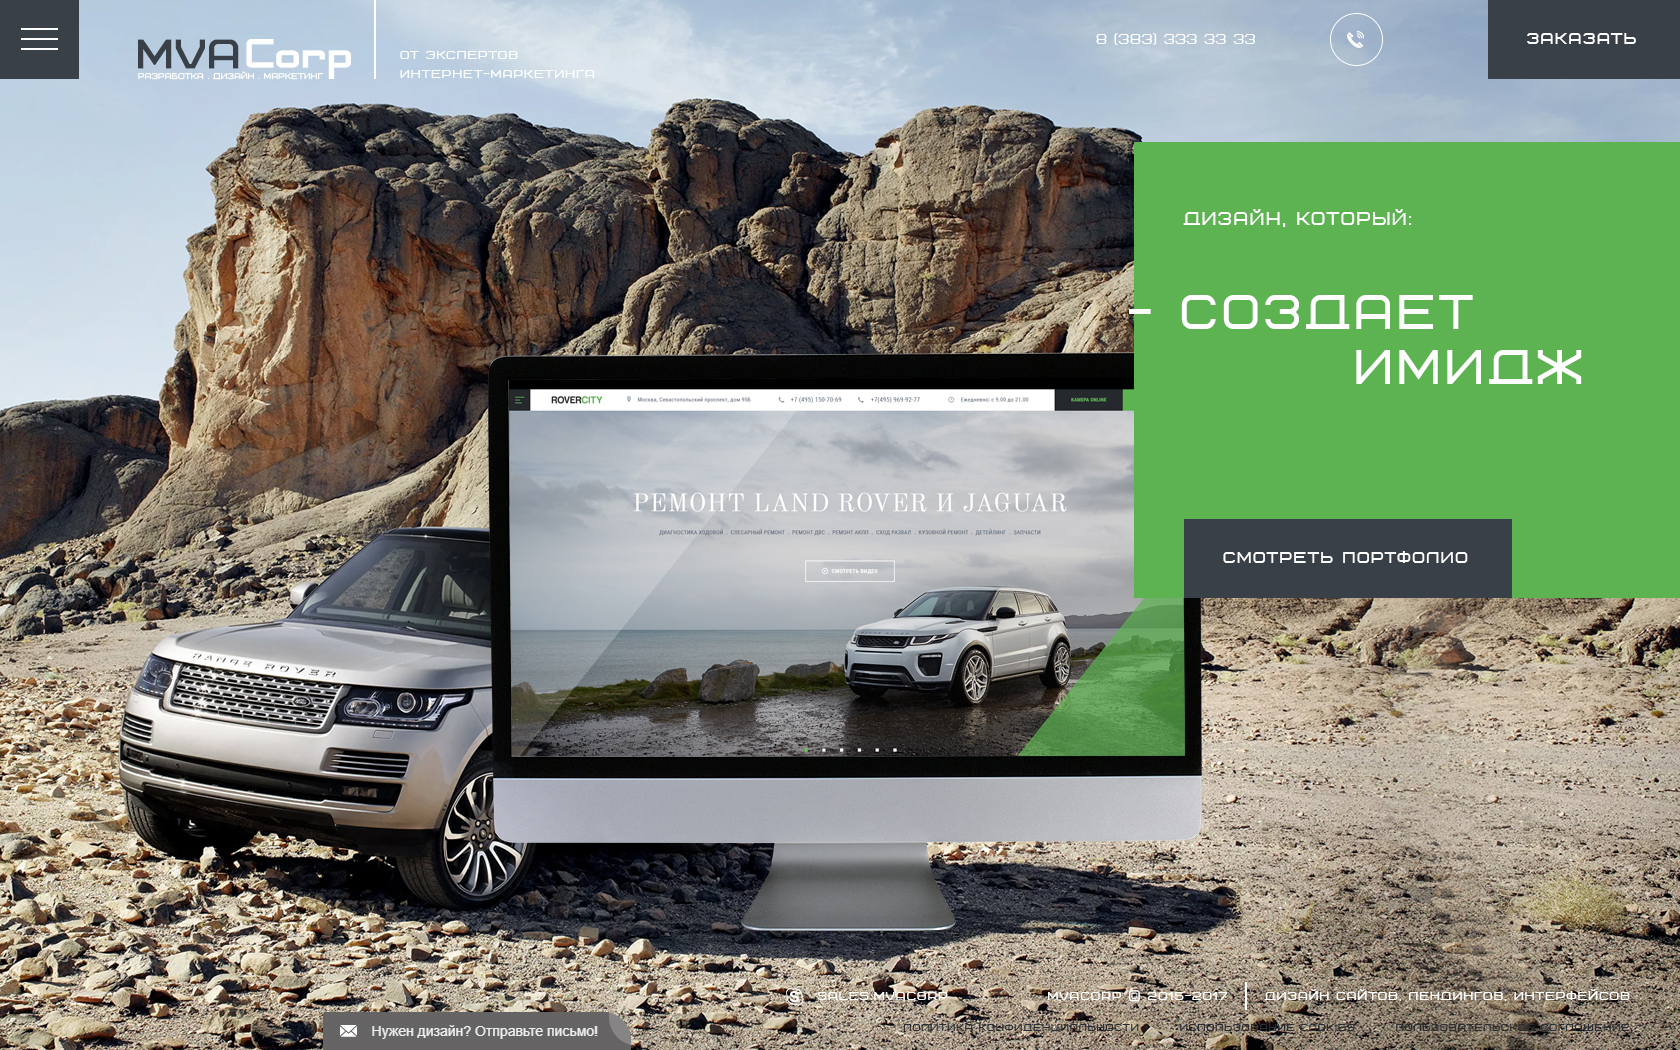 MVA Corp
РАЗРАБОТКА . ДИЗАЙН . МАРКЕТИНГ
ОТ ЭКСПЕРТОВ
ИНТЕРНЕТ-МАРКЕТИНГА
8 (383) 333 33 33
ЗАКАЗАТЬ
ДИЗАЙН, КОТОРЫЙ:
- СОЗДАЕТ
ИМИДЖ
СМОТРЕТЬ ПОРТФОЛИО
ROVERCITY
Москва, Севастопольский проспект, дом 95Б
+7 (495) 150-70-69
+7(495) 969-92-77
Ежедневно: с 9.00 до 21.00
КАМЕРА ONLINE
РЕМОНТ LAND ROVER И JAGUAR
ДИАГНОСТИКА ХОДОВОЙ . СЛЕСАРНЫЙ РЕМОНТ . РЕМОНТ ДВС . РЕМОНТ АКПП . СХОД РАЗВАЛ . КУЗОВНОЙ РЕМОНТ . ДЕТЕЙЛИНГ . ЗАПЧАСТИ
СМОТРЕТЬ ВИДЕО
RANGE ROVER
SALES.MVACORP
MVACORP © 2015-2017
ДИЗАЙН САЙТОВ, ЛЕНДИНГОВ, ИНТЕРФЕЙСОВ
ПОЛИТИКА КОНФИДЕНЦИАЛЬНОСТИ
ИСПОЛЬЗОВАНИЕ COOKIES
ПОЛЬЗОВАТЕЛЬСКОЕ СОГЛАШЕНИЕ
Нужен дизайн? Отправьте письмо!